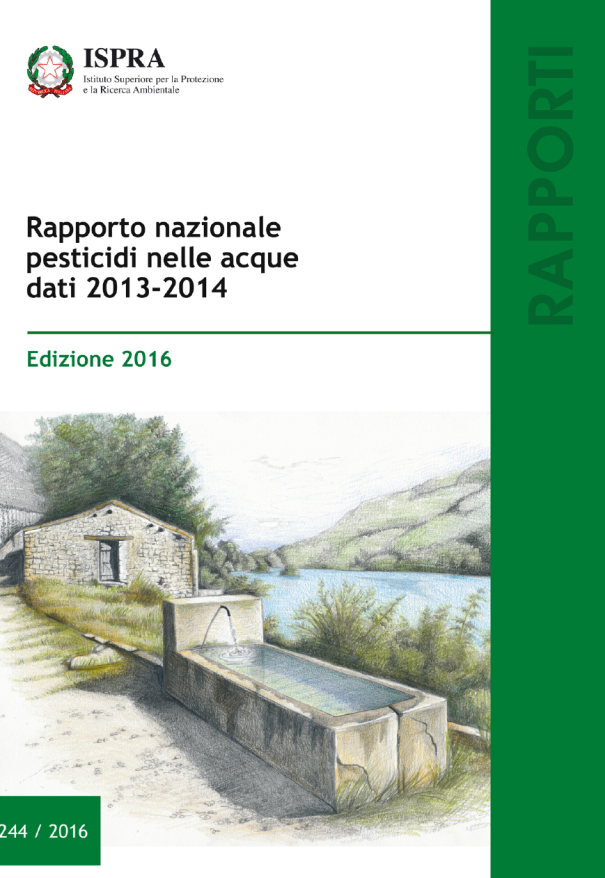 ISPRA
Istituto Superiore per la Protezione
e la Ricerca Ambientale
RAPPORTI
Rapporto nazionale
pesticidi nelle acque
dati 2013-2014
Edizione 2016
244 / 2016